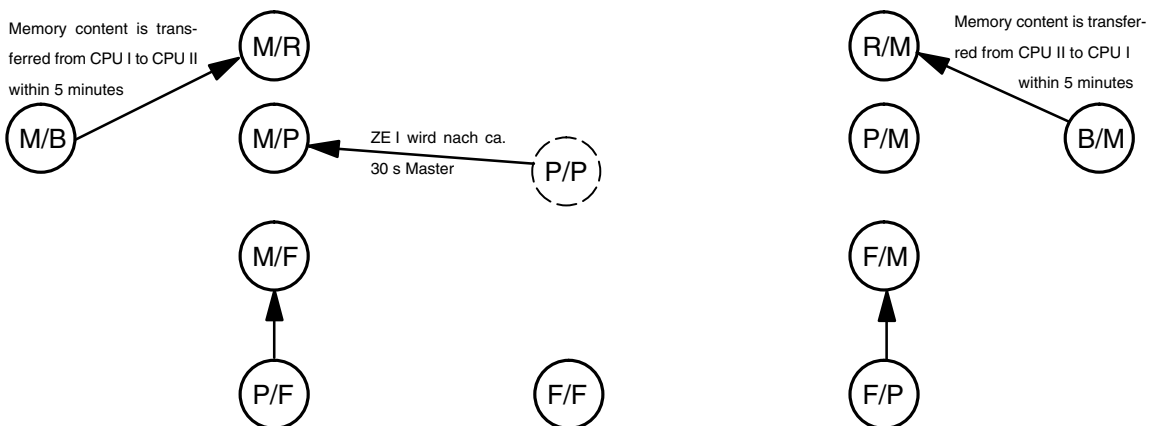 Memory content is trans-
ferred from CPU I to CPU II
within 5 minutes
M/B
M/R
R/M
Memory content is transfer-
red from CPU II to CPU I
within 5 minutes
B/M
M/P
ZE I wird nach ca.
30 s Master
P/P
P/M
M/F
F/M
P/F
F/F
F/P